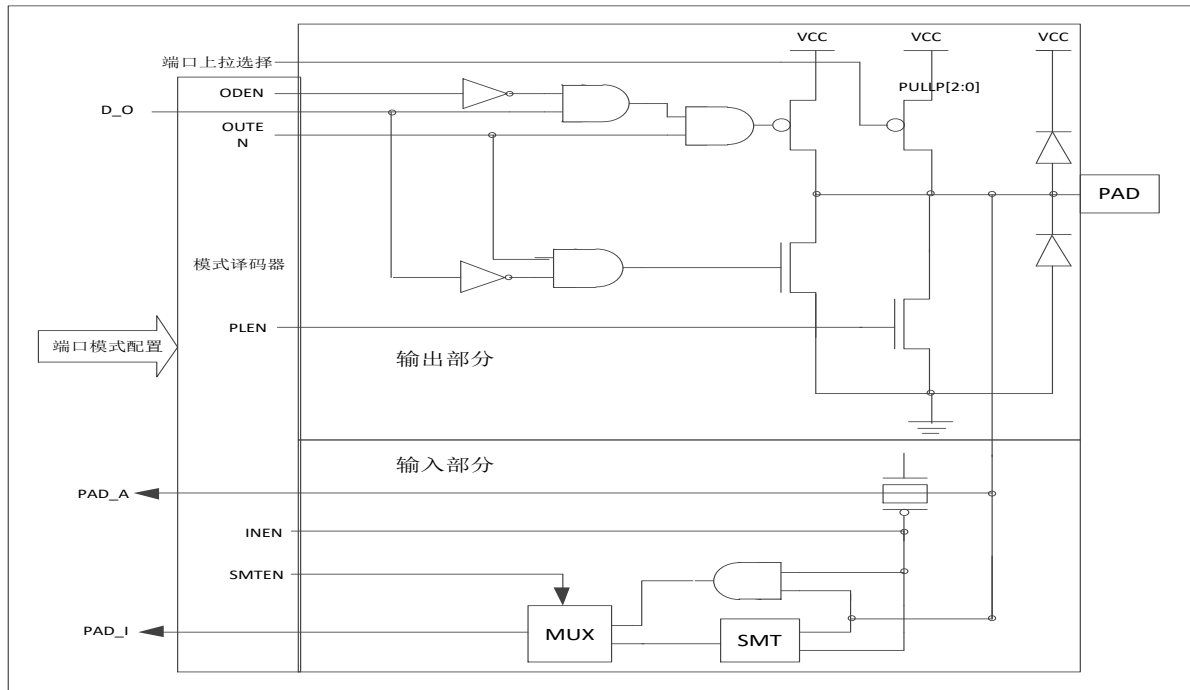 VCC
VCC
VCC
端口上拉选择
ODEN
PULLP[2:0]
D_O
OUTE
N
PAD
模式译码器
PLEN
端口模式配置
输出部分
输入部分
PAD_A
INEN
SMTEN
PAD_I
MUX
SMT